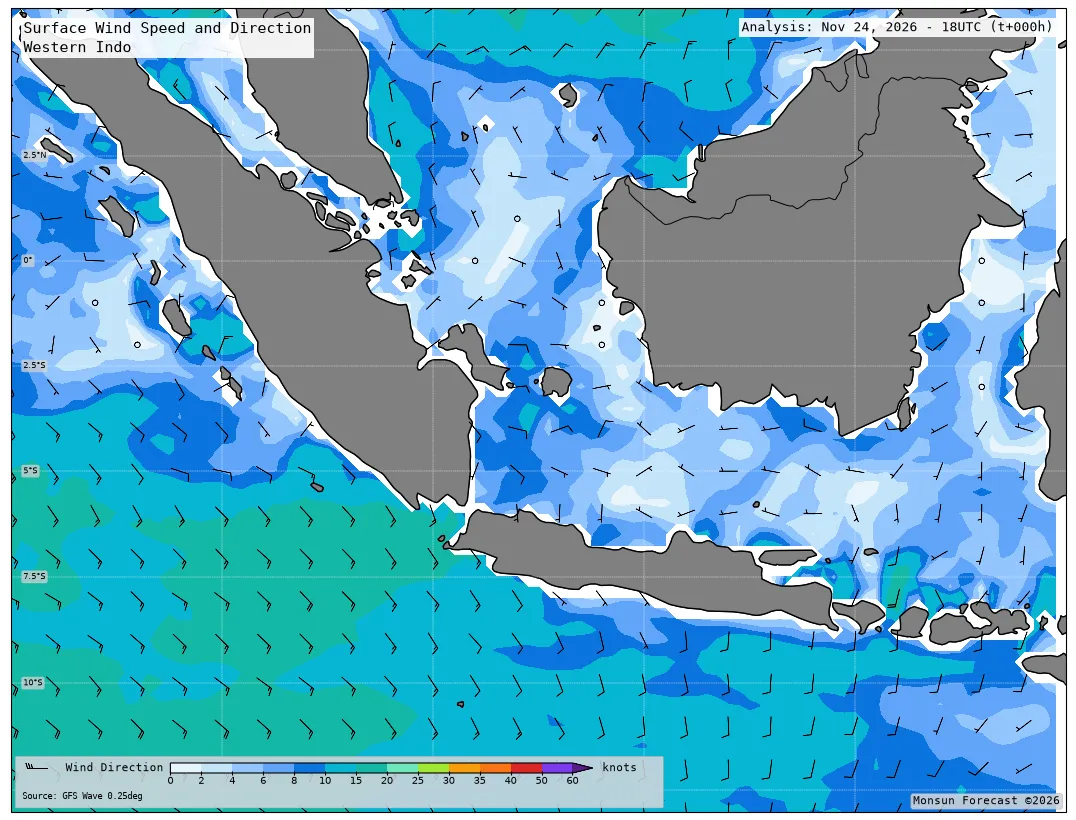 Surface Wind Speed and Direction
Western Indo
Analysis: Nov 24, 2026 - 18UTC (t+000h)
2.5°N
0°
2.5°S
5°S
7.5°S
10°S
Wind Direction
0 2 4 6 8 10 15 20 25 30 35 40 50 60
knots
Source: GFS Wave 0.25deg
Monsun Forecast ©2026